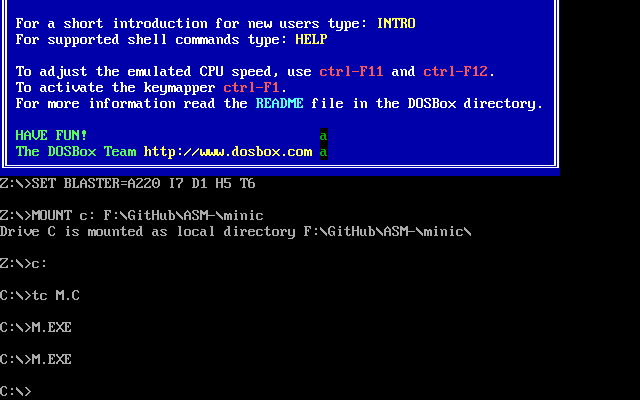 For a short introduction for new users type: INTRO
For supported shell commands type: HELP
To adjust the emulated CPU speed, use ctrl-F11 and ctrl-F12.
To activate the keymapper ctrl-F1.
For more information read the README file in the DOSBox directory.
HAVE FUN! a
The DOSBox Team http://www.dosbox.com a
Z:\>SET BLASTER=A220 I7 D1 H5 T6
Z:\>MOUNT c: F:\GitHub\ASM-\minic
Drive C is mounted as local directory F:\GitHub\ASM-\minic\
Z:\>c:
C:\>tc M.C
C:\>M.EXE
C:\>M.EXE
C:\>